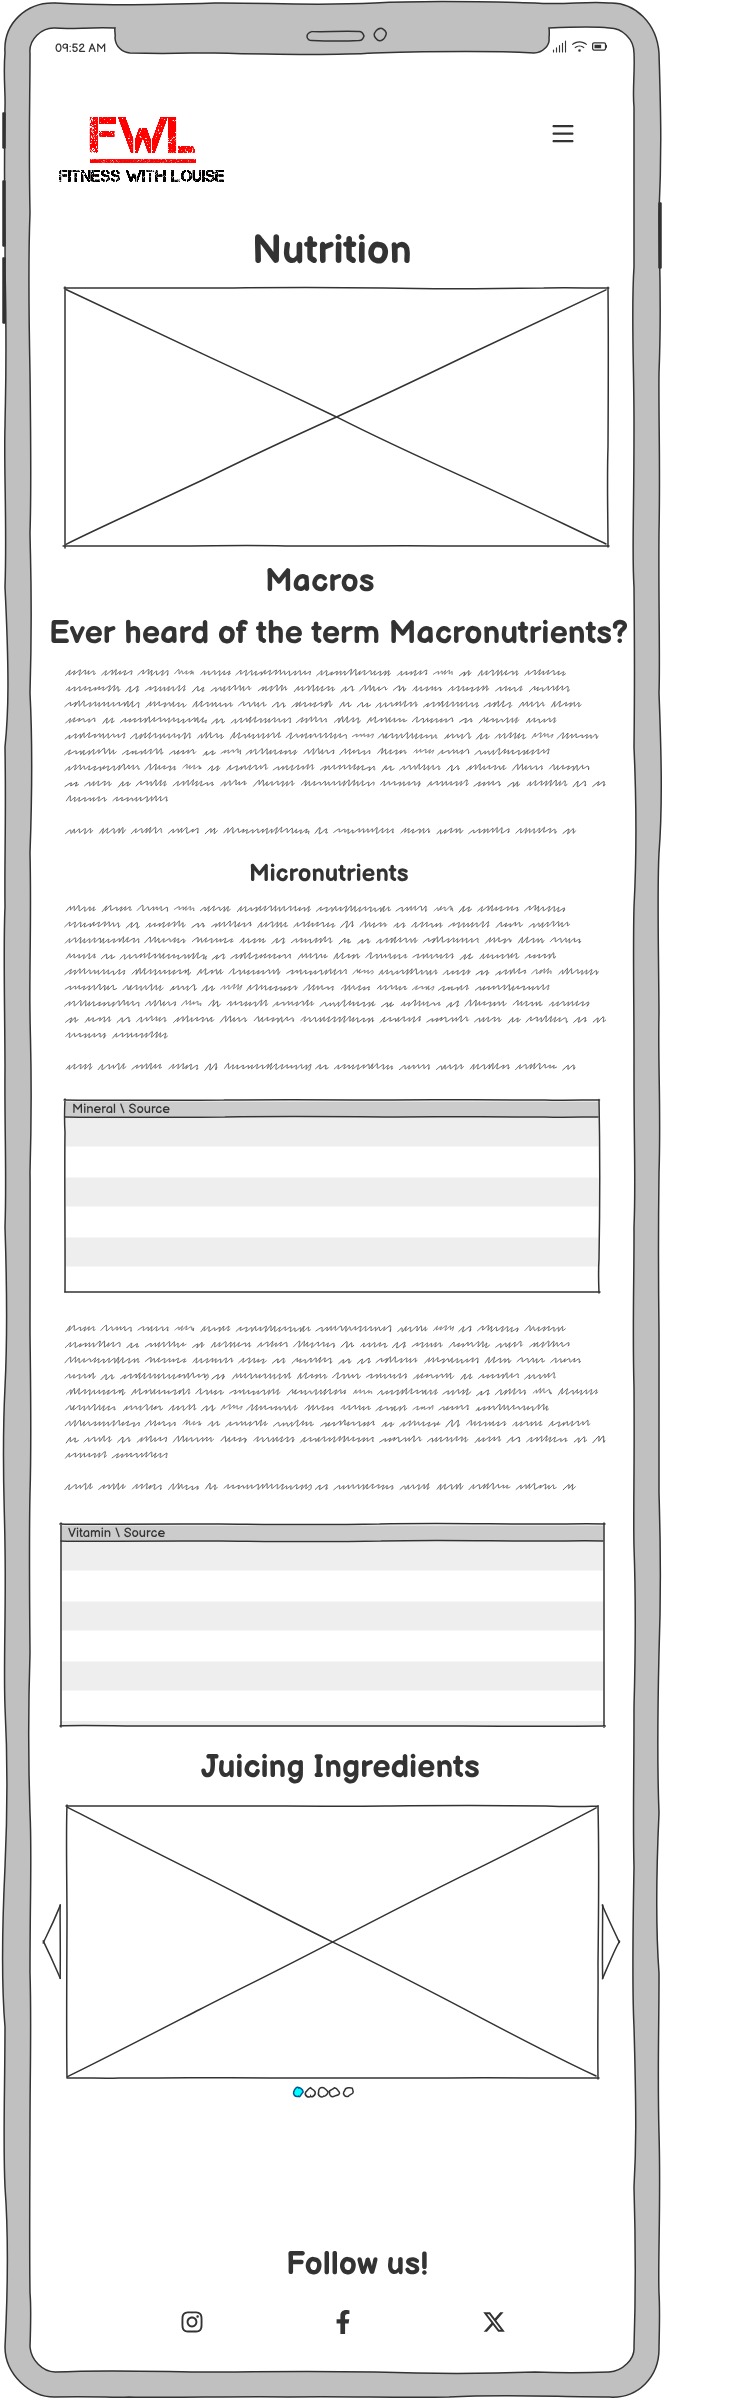 09:52 AM
FWL
FITNESS WITH LOUISE
Nutrition
Macros
Ever heard of the term Macronutrients?
Micronutrients
Mineral \ Source
Vitamin \ Source
Juicing Ingredients
Follow us!